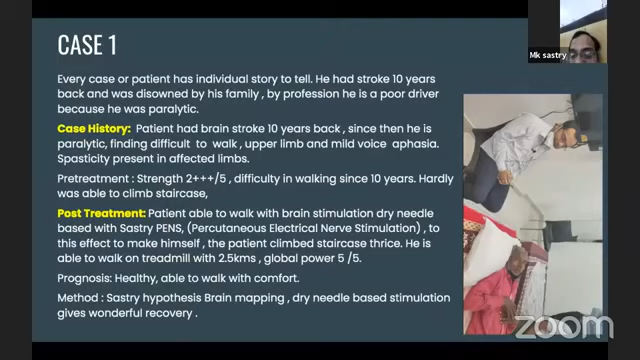 CASE 1
Mk sastry
Every case or patient has individual story to tell. He had stroke 10 years
back and was disowned by his family , by profession he is a poor driver
because he was paralytic.
Case History: Patient had brain stroke 10 years back , since then he is
paralytic, finding difficult to walk , upper limb and mild voice aphasia.
Spasticity present in affected limbs.
Pretreatment : Strength 2+++/5 , difficulty in walking since 10 years. Hardly
was able to climb staircase,
Post Treatment: Patient able to walk with brain stimulation dry needle
based with Sastry PENS, (Percutaneous Electrical Nerve Stimulation) , to
this effect to make himself , the patient climbed staircase thrice. He is
able to walk on treadmill with 2.5kms , global power 5 /5.
Prognosis: Healthy, able to walk with comfort.
Method : Sastry hypothesis Brain mapping , dry needle based stimulation
gives wonderful recovery .
zoom